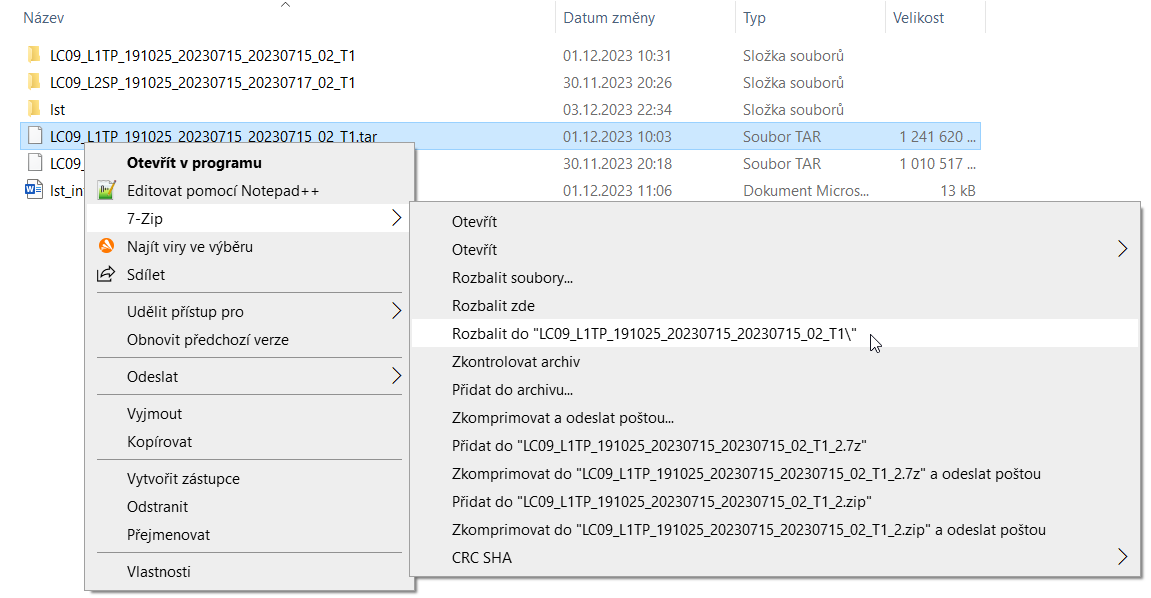 Název Datum změny Typ Velikost
LC09_L1TP_191025_20230715_20230715_02_T1 01.12.2023 10:31 Složka souborů
LC09_L2SP_191025_20230715_20230717_02_T1 30.11.2023 20:26 Složka souborů
lst 03.12.2023 22:34 Složka souborů
LC09_L1TP_191025_20230715_20230715_02_T1.tar 01.12.2023 10:03 Soubor TAR 1 241 620 ...
LC09_ 30.11.2023 20:18 Soubor TAR 1 010 517 ...
lst_in 01.12.2023 11:06 Dokument Micros... 13 kB
Otevřít v programu
Editovat pomocí Notepad++
7-Zip
Najít viry ve výběru
Sdílet
Udělit přístup pro
Obnovit předchozí verze
Odeslat
Vyjmout
Kopírovat
Vytvořit zástupce
Odstranit
Přejmenovat
Vlastnosti
Otevřít
Otevřít
Rozbalit soubory...
Rozbalit zde
Rozbalit do "LC09_L1TP_191025_20230715_20230715_02_T1\"
Zkontrolovat archiv
Přidat do archivu...
Zkomprimovat a odeslat poštou...
Přidat do "LC09_L1TP_191025_20230715_20230715_02_T1_2.7z"
Zkomprimovat do "LC09_L1TP_191025_20230715_20230715_02_T1_2.7z" a odeslat poštou
Přidat do "LC09_L1TP_191025_20230715_20230715_02_T1_2.zip"
Zkomprimovat do "LC09_L1TP_191025_20230715_20230715_02_T1_2.zip" a odeslat poštou
CRC SHA